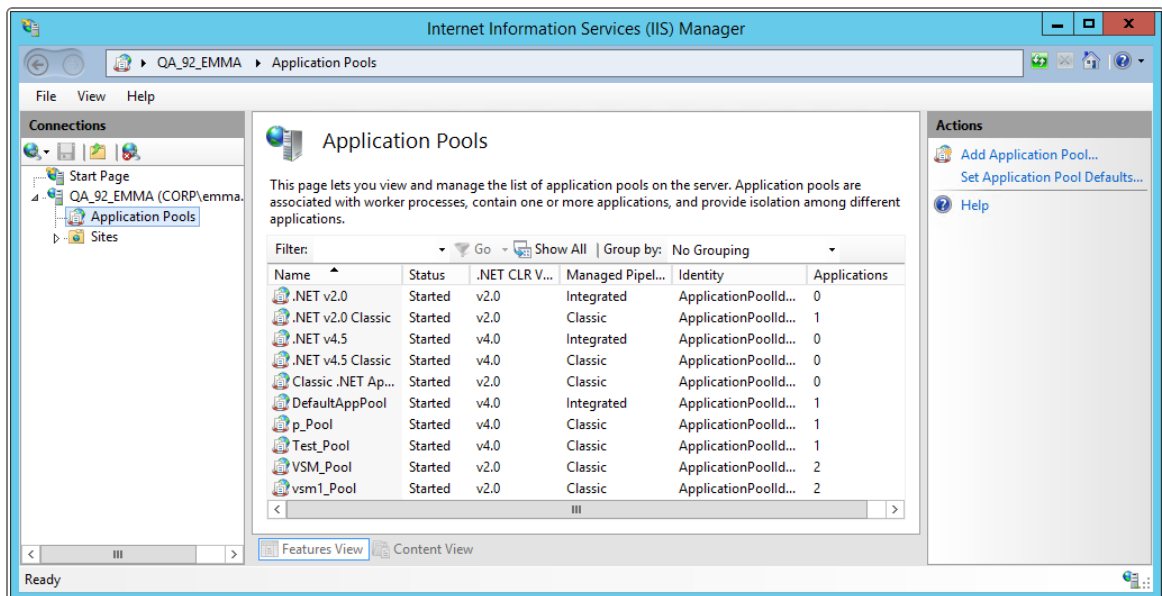 Internet Information Services (IIS) Manager
QA_92_EMMA Application Pools
File View Help
Connections
Start Page
QA_92_EMMA (CORP\emma.
Application Pools
Sites
Application Pools
This page lets you view and manage the list of application pools on the server. Application pools are
associated with worker processes, contain one or more applications, and provide isolation among different
applications.
Filter: Go Show All | Group by: No Grouping
Name Status .NET CLR V... Managed Pipel... Identity Applications
.NET v2.0 Started v2.0 Integrated ApplicationPoolId... 0
.NET v2.0 Classic Started v2.0 Classic ApplicationPoolId... 1
.NET v4.5 Started v4.0 Integrated ApplicationPoolId... 0
.NET v4.5 Classic Started v4.0 Classic ApplicationPoolId... 0
Classic .NET Ap... Started v2.0 Classic ApplicationPoolId... 0
DefaultAppPool Started v4.0 Integrated ApplicationPoolId... 1
p_Pool Started v4.0 Classic ApplicationPoolId... 1
Test_Pool Started v4.0 Classic ApplicationPoolId... 1
VSM_Pool Started v2.0 Classic ApplicationPoolId... 2
vsm1_Pool Started v2.0 Classic ApplicationPoolId... 2
Features View Content View
Actions
Add Application Pool...
Set Application Pool Defaults...
Help
Ready